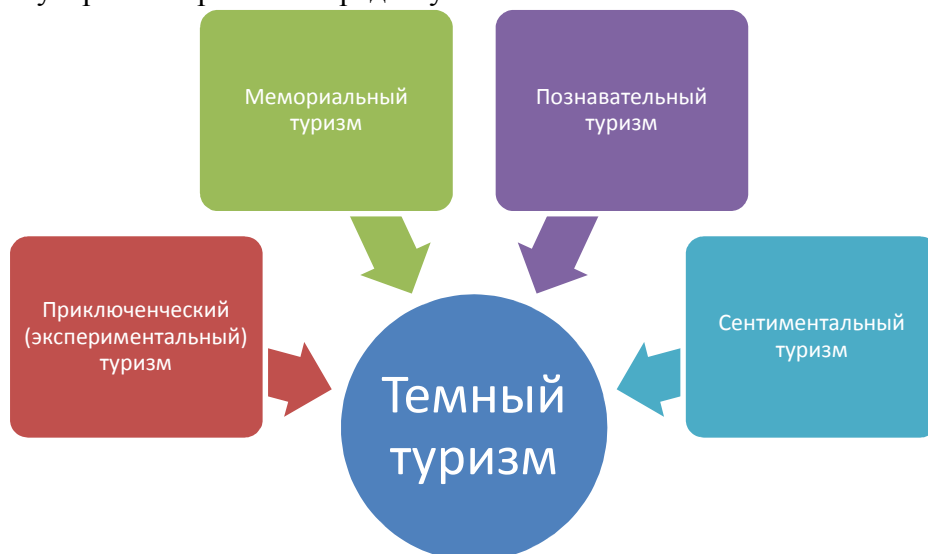 Мемориальный
туризм
Познавательный
туризм
Приключенческий
(экспериментальный)
туризм
Сентиментальный
туризм
Темный
туризм